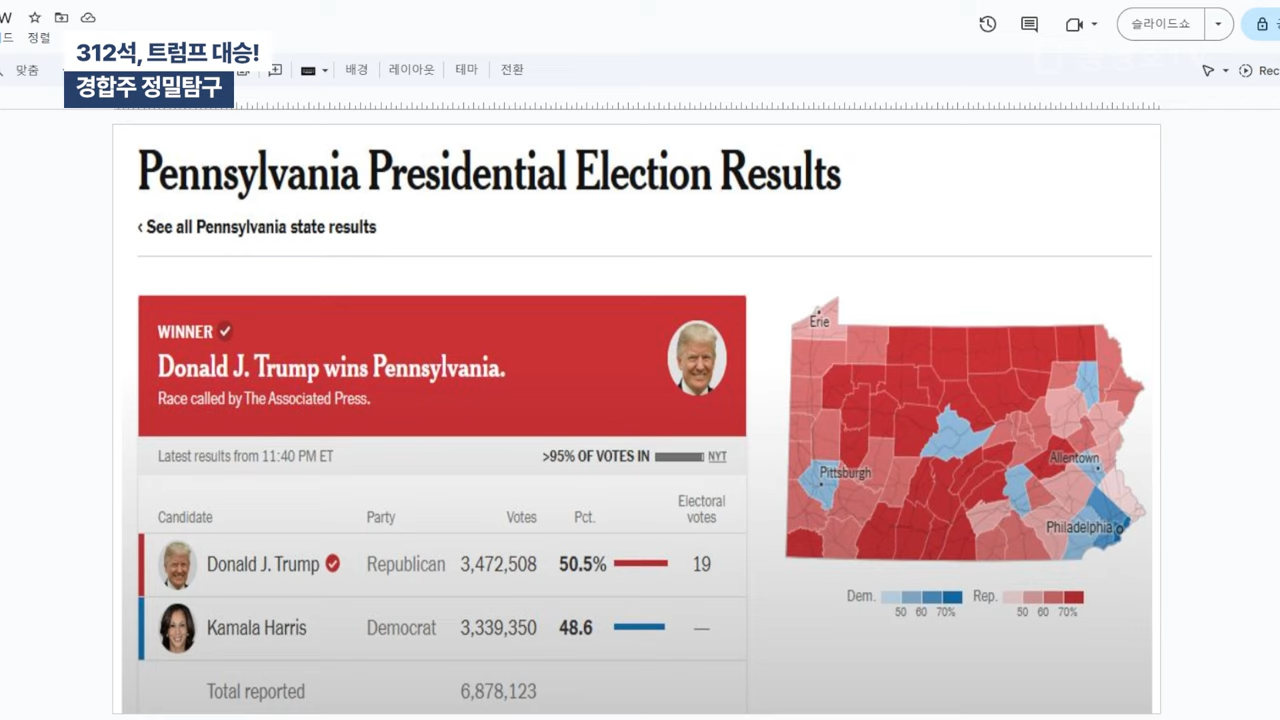 W
슬라이드쇼
드 정렬
312석, 트럼프 대승!
경합주 정밀탐구
맞춤
배경 레이아웃 테마 전환
Rec
Pennsylvania Presidential Election Results
‹ See all Pennsylvania state results
WINNER
Donald J. Trump wins Pennsylvania.
Race called by The Associated Press.
Latest results from 11:40 PM ET >95% OF VOTES IN NYT
Candidate Party Votes Pct. Electoral votes
Donald J. Trump Republican 3,472,508 50.5% 19
Kamala Harris Democrat 3,339,350 48.6 —
Total reported 6,878,123
Erie
Pittsburgh
Allentown
Philadelphia
Dem. Rep.
50 60 70% 50 60 70%